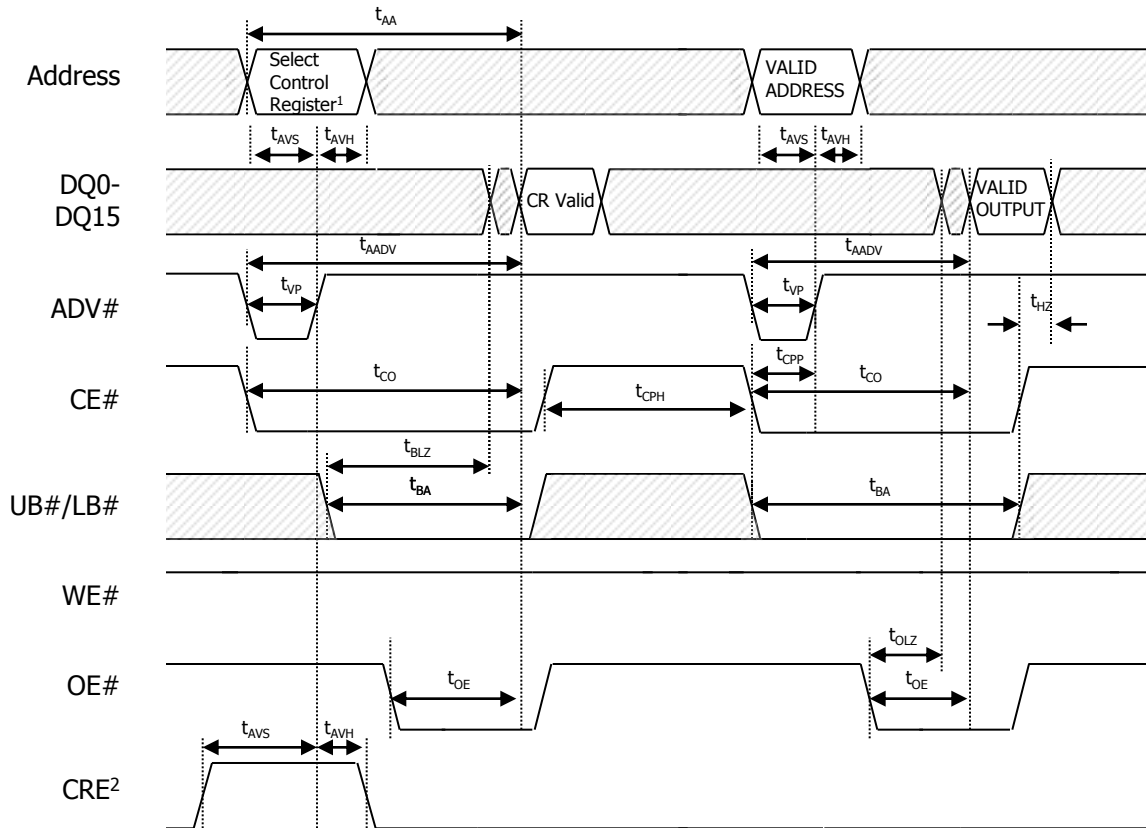 tAA
Address
Select
Control
Register¹
VALID
ADDRESS
tAVS tAVH tAVS tAVH
DQ0-
DQ15
CR Valid
VALID
OUTPUT
tAADV tAADV
ADV#
tVP tVP tHZ
tCPP
CE#
tCO tCPH tCO
tBLZ
UB#/LB#
tBA tBA
WE#
tOLZ
OE#
tOE tOE
tAVS tAVH
CRE²